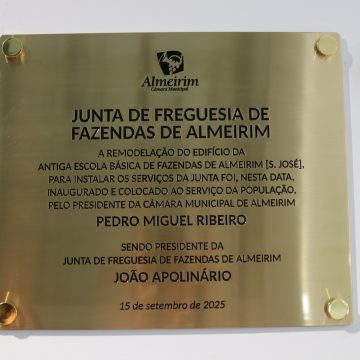 Almeirim
Câmara Municipal
JUNTA DE FREGUESIA DE
FAZENDAS DE ALMEIRIM
A REMODELAÇÃO DO EDIFÍCIO DA
ANTIGA ESCOLA BÁSICA DE FAZENDAS DE ALMEIRIM [S. JOSÉ],
PARA INSTALAR OS SERVIÇOS DA JUNTA FOI, NESTA DATA,
INAUGURADO E COLOCADO AO SERVIÇO DA POPULAÇÃO,
PELO PRESIDENTE DA CÂMARA MUNICIPAL DE ALMEIRIM
PEDRO MIGUEL RIBEIRO
SENDO PRESIDENTE DA
JUNTA DE FREGUESIA DE FAZENDAS DE ALMEIRIM
JOÃO APOLINÁRIO
15 de setembro de 2025